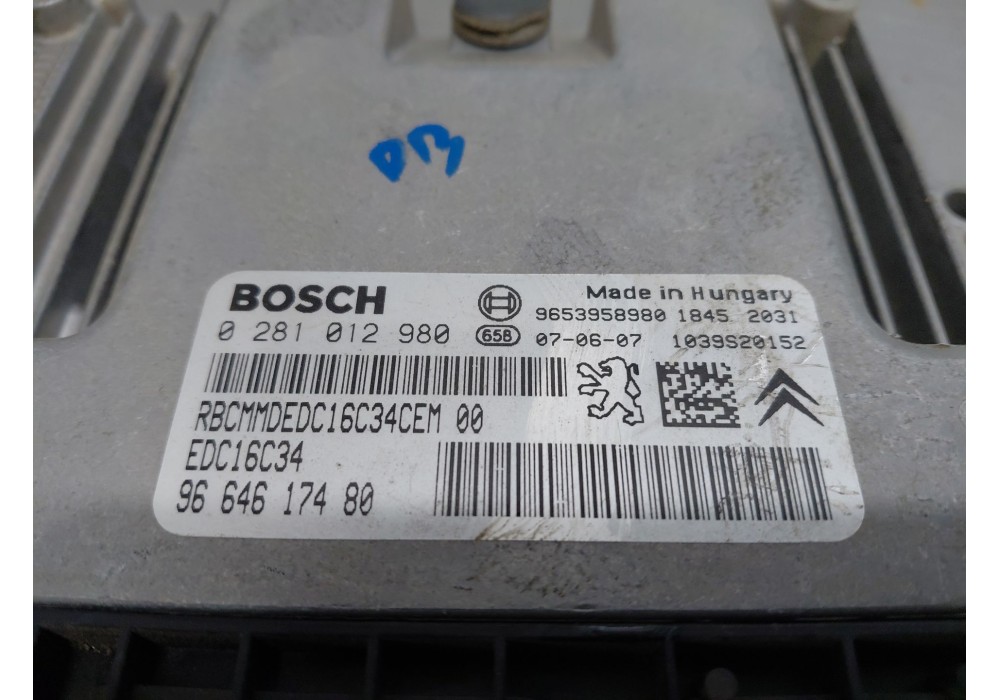 BOSCH
Made in Hungary
9653958980 1845 2031
0 281 012 980
658
07-06-07
1039S20152
RBCMMDEDC16C34CEM 00
EDC16C34
96 646 174 80